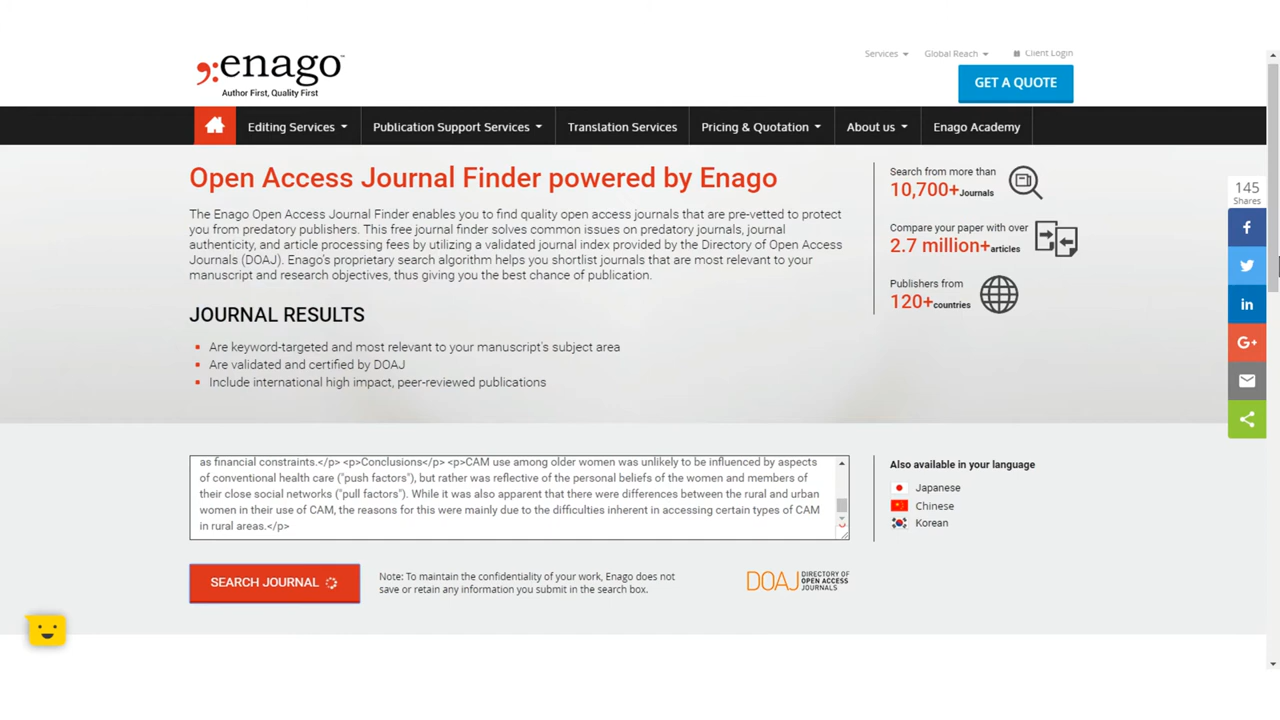 enago
Author First, Quality First
Services
Global Reach
Client Login
GET A QUOTE
Editing Services
Publication Support Services
Translation Services
Pricing & Quotation
About us
Enago Academy
Open Access Journal Finder powered by Enago
The Enago Open Access Journal Finder enables you to find quality open access journals that are pre-vetted to protect
you from predatory publishers. This free journal finder solves common issues on predatory journals, journal
authenticity, and article processing fees by utilizing a validated journal index provided by the Directory of Open Access
Journals (DOAJ). Enago's proprietary search algorithm helps you shortlist journals that are most relevant to your
manuscript and research objectives, thus giving you the best chance of publication.
Search from more than
10,700+Journals
Compare your paper with over
2.7 million+articles
Publishers from
120+countries
145
Shares
JOURNAL RESULTS
Are keyword-targeted and most relevant to your manuscript's subject area
Are validated and certified by DOAJ
Include international high impact, peer-reviewed publications
as financial constraints.</p> <p>Conclusions</p> <p>CAM use among older women was unlikely to be influenced by aspects
of conventional health care ("push factors"), but rather was reflective of the personal beliefs of the women and members of
their close social networks ("pull factors"). While it was also apparent that there were differences between the rural and urban
women in their use of CAM, the reasons for this were mainly due to the difficulties inherent in accessing certain types of CAM
in rural areas.</p>
Also available in your language
Japanese
Chinese
Korean
SEARCH JOURNAL
Note: To maintain the confidentiality of your work, Enago does not
save or retain any information you submit in the search box.
DOAJ DIRECTORY OF
OPEN ACCESS
JOURNALS